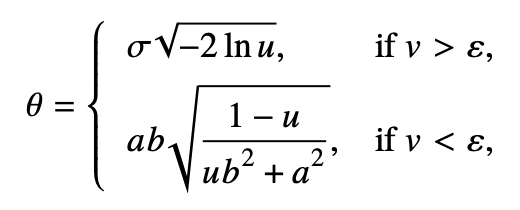 θ = { σ√(−2 ln u), if v > ε,
ab√((1 − u)/(ub² + a²)), if v < ε,